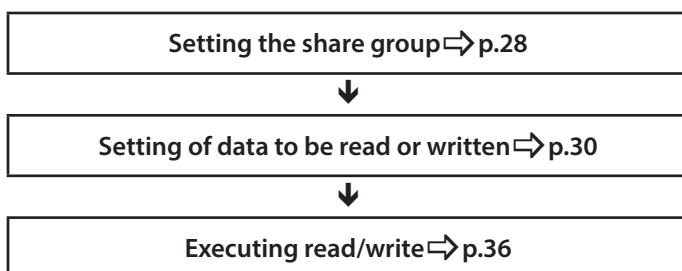 Setting the share group⇨p.28
Setting of data to be read or written⇨p.30
Executing read/write⇨p.36